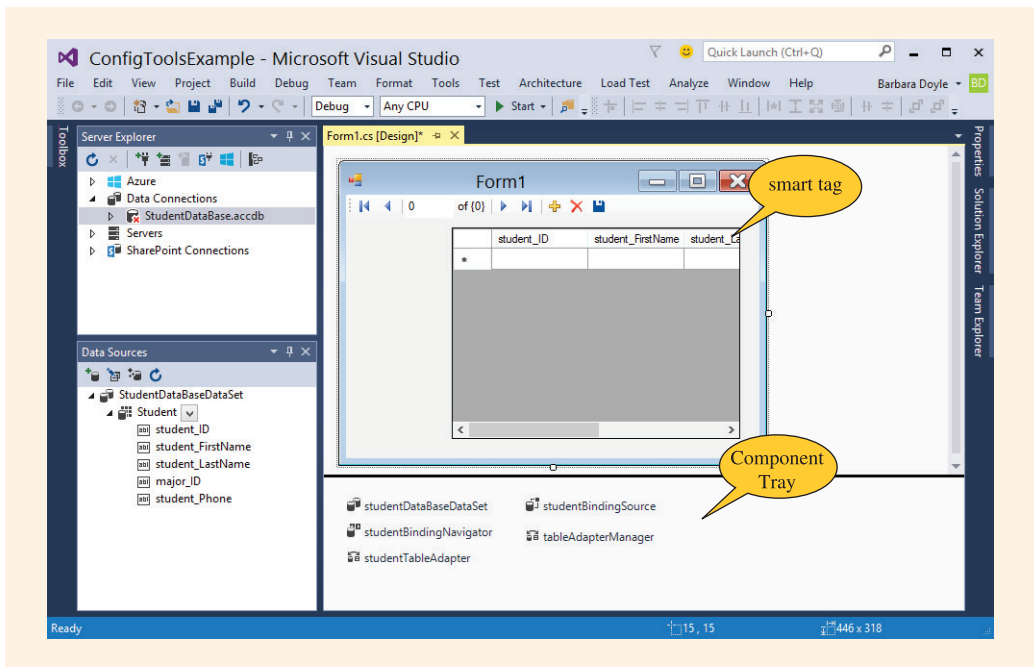 ConfigToolsExample - Microsoft Visual Studio
Quick Launch (Ctrl+Q)
File Edit View Project Build Debug Team Format Tools Test Architecture Load Test Analyze Window Help Barbara Doyle BD
Debug Any CPU Start
Toolbox
Server Explorer
Azure
Data Connections
StudentDataBase.accdb
Servers
SharePoint Connections
Data Sources
StudentDataBaseDataSet
Student
student_ID
student_FirstName
student_LastName
major_ID
student_Phone
Form1.cs [Design]*
Form1
0 of {0}
student_ID student_FirstName student_La
smart tag
Component
Tray
studentDataBaseDataSet studentBindingSource
studentBindingNavigator tableAdapterManager
studentTableAdapter
Properties
Solution Explorer
Team Explorer
Ready 15 , 15 446 x 318